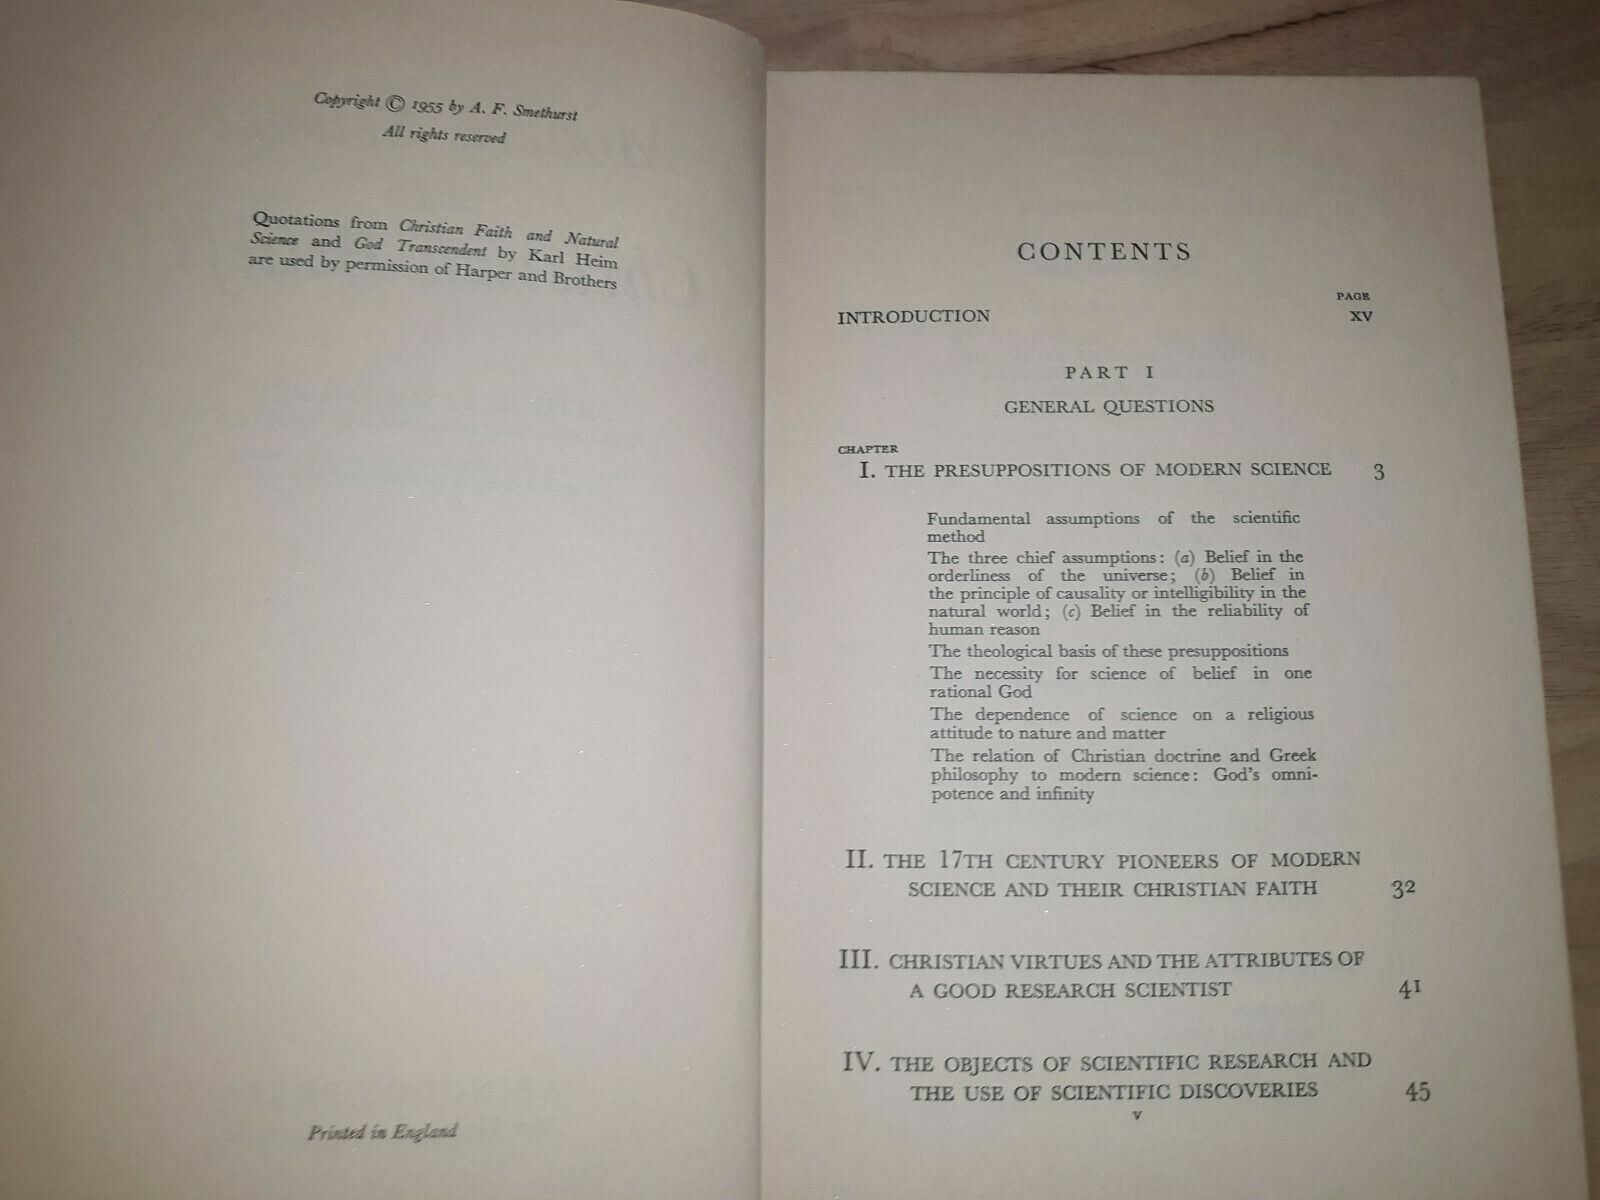 Copyright © 1955 by A. F. Smethurst
All rights reserved
Quotations from Christian Faith and Natural
Science and God Transcendent by Karl Heim
are used by permission of Harper and Brothers
Printed in England
CONTENTS
PAGE
INTRODUCTION XV
PART I
GENERAL QUESTIONS
CHAPTER
I. THE PRESUPPOSITIONS OF MODERN SCIENCE 3
Fundamental assumptions of the scientific
method
The three chief assumptions: (a) Belief in the
orderliness of the universe; (b) Belief in
the principle of causality or intelligibility in the
natural world; (c) Belief in the reliability of
human reason
The theological basis of these presuppositions
The necessity for science of belief in one
rational God
The dependence of science on a religious
attitude to nature and matter
The relation of Christian doctrine and Greek
philosophy to modern science: God's omni-
potence and infinity
II. THE 17TH CENTURY PIONEERS OF MODERN
SCIENCE AND THEIR CHRISTIAN FAITH 32
III. CHRISTIAN VIRTUES AND THE ATTRIBUTES OF
A GOOD RESEARCH SCIENTIST 41
IV. THE OBJECTS OF SCIENTIFIC RESEARCH AND
THE USE OF SCIENTIFIC DISCOVERIES 45
v